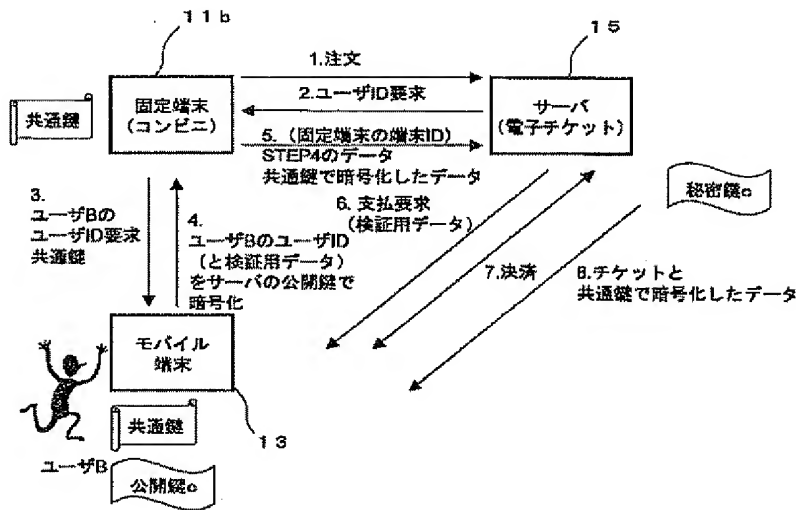 11b
15
1.注文
2.ユーザID要求
固定端末
(コンビニ)
サーバ
(電子チケット)
共通鍵
5. (固定端末の端末ID)
STEP4のデータ
共通鍵で暗号化したデータ
秘密鍵c
3.
ユーザBの
ユーザID要求
共通鍵
4.
ユーザBのユーザID
(と検証用データ)
をサーバの公開鍵で
暗号化
6. 支払要求
(検証用データ)
7.決済
8.チケットと
共通鍵で暗号化したデータ
モバイル
端末
13
共通鍵
ユーザB
公開鍵c